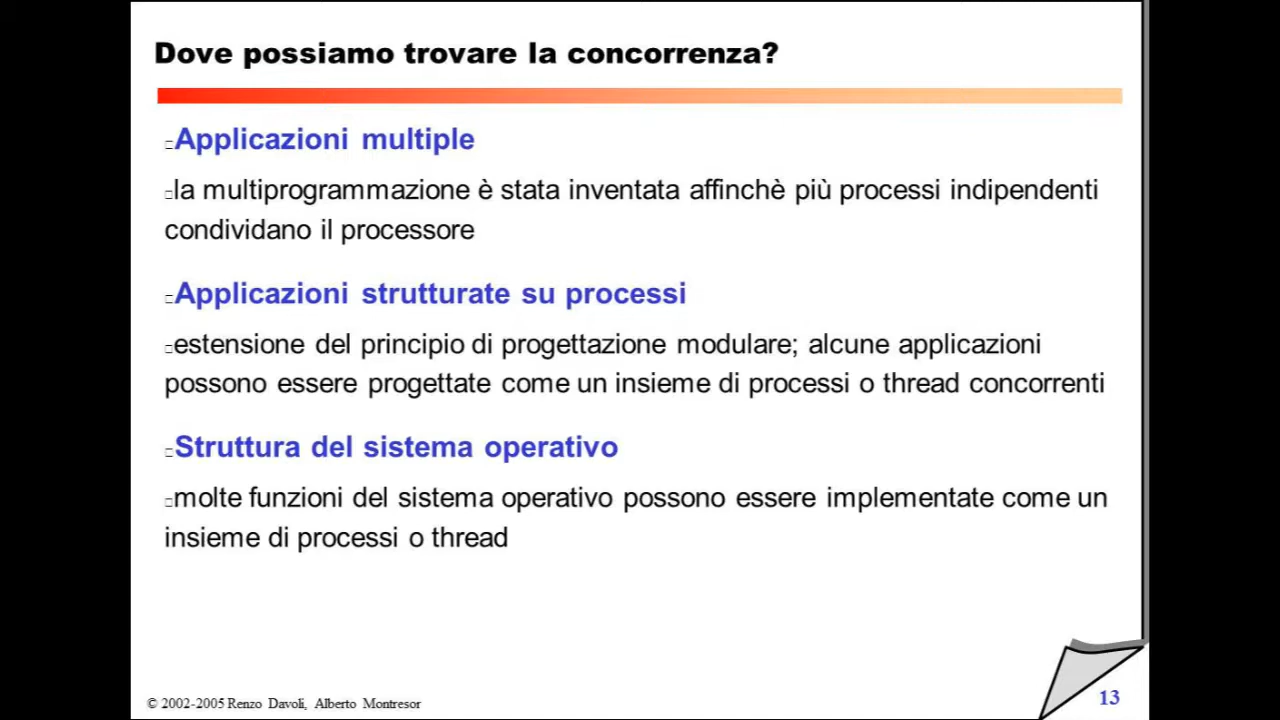 Dove possiamo trovare la concorrenza?
Applicazioni multiple
la multiprogrammazione è stata inventata affinchè più processi indipendenti
condividano il processore
Applicazioni strutturate su processi
estensione del principio di progettazione modulare; alcune applicazioni
possono essere progettate come un insieme di processi o thread concorrenti
Struttura del sistema operativo
molte funzioni del sistema operativo possono essere implementate come un
insieme di processi o thread
© 2002-2005 Renzo Davoli, Alberto Montresor
13